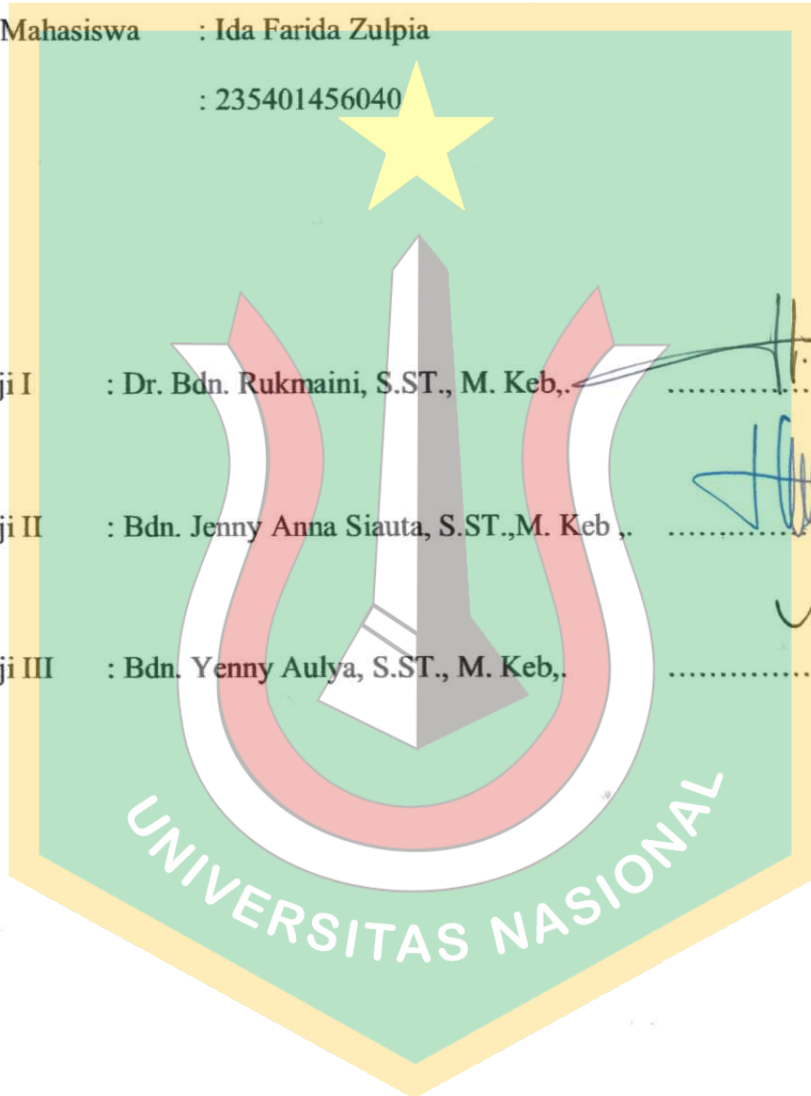 Mahasiswa : Ida Farida Zulpia
: 235401456040
ji I : Dr. Bdn. Rukmaini, S.ST., M. Keb,. ..............
ji II : Bdn. Jenny Anna Siauta, S.ST.,M. Keb ,. ..............
ji III : Bdn. Yenny Aulya, S.ST., M. Keb,. ..............
UNIVERSITAS NASIONAL